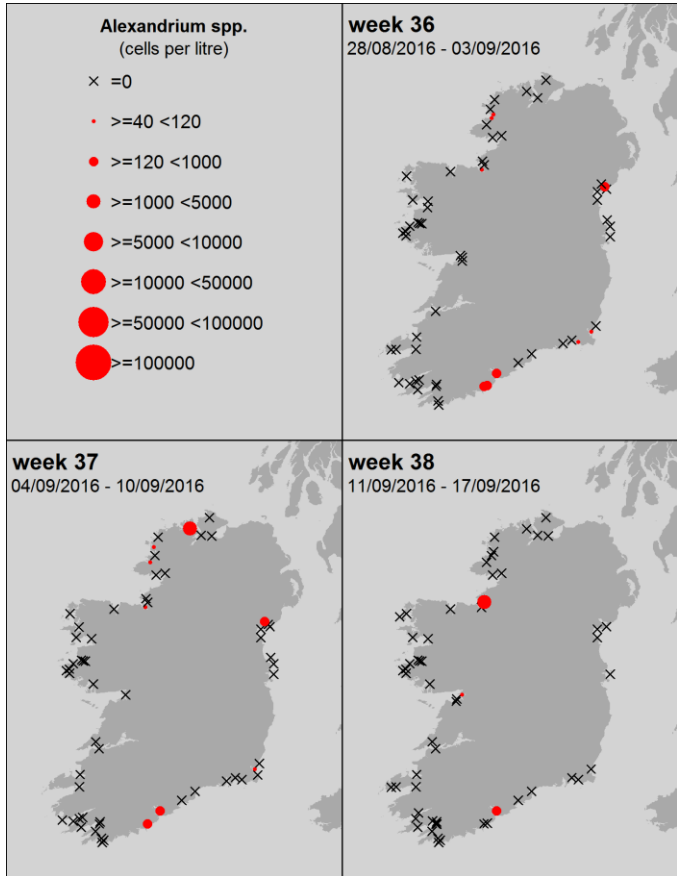 Alexandrium spp.
(cells per litre)
=0
>=40 <120
>=120 <1000
>=1000 <5000
>=5000 <10000
>=10000 <50000
>=50000 <100000
>=100000
week 36
28/08/2016 - 03/09/2016
week 37
04/09/2016 - 10/09/2016
week 38
11/09/2016 - 17/09/2016